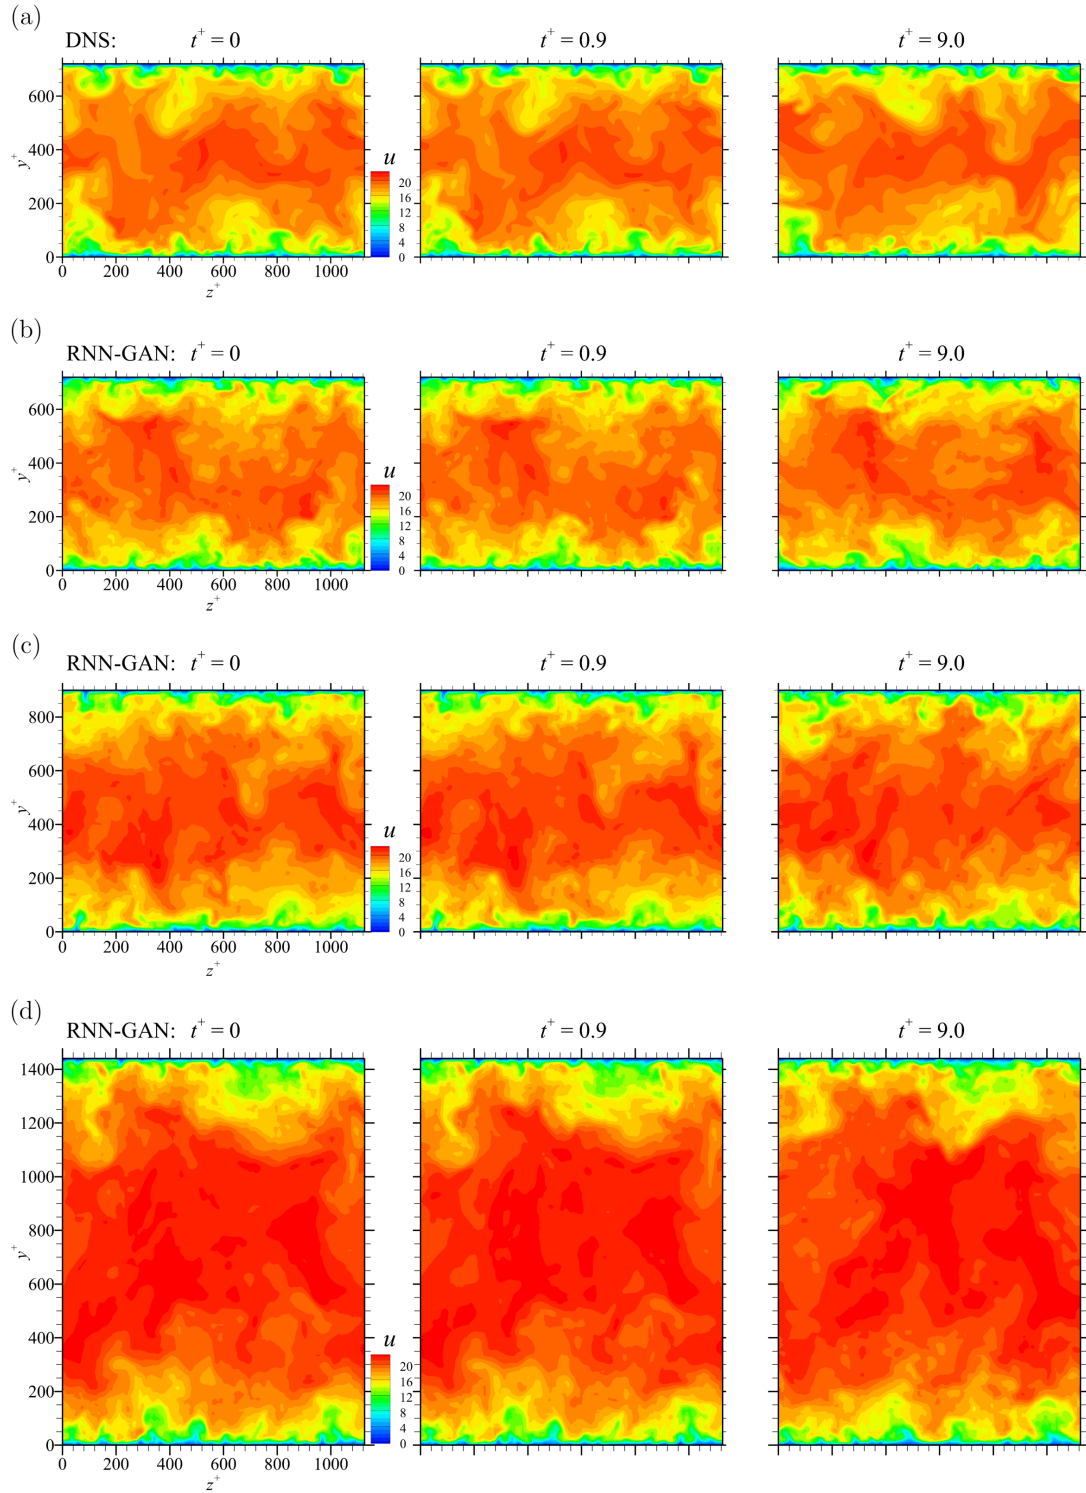 (a)
DNS: t+ = 0 t+ = 0.9 t+ = 9.0
600
400
200
0
y+
0 200 400 600 800 1000
z+
u
20
16
12
8
4
0
(b)
RNN-GAN: t+ = 0 t+ = 0.9 t+ = 9.0
600
400
200
0
y+
0 200 400 600 800 1000
z+
u
20
16
12
8
4
0
(c)
RNN-GAN: t+ = 0 t+ = 0.9 t+ = 9.0
800
600
400
200
0
y+
0 200 400 600 800 1000
z+
u
20
16
12
8
4
0
(d)
RNN-GAN: t+ = 0 t+ = 0.9 t+ = 9.0
1400
1200
1000
800
600
400
200
0
y+
0 200 400 600 800 1000
z+
u
20
16
12
8
4
0